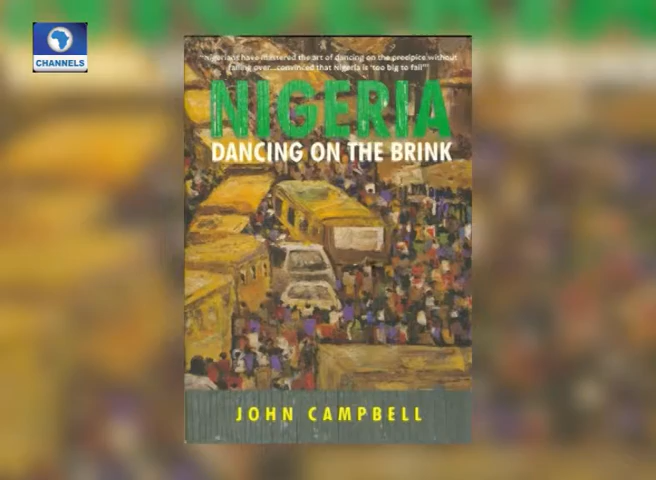 CHANNELS
"Nigerians have mastered the art of dancing on the precipice without
falling over...convinced that Nigeria is 'too big to fail'"
NIGERIA
DANCING ON THE BRINK
JOHN CAMPBELL